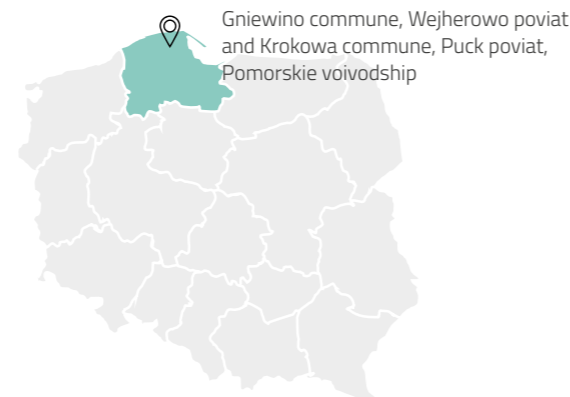 Gniewino commune, Wejherowo poviat
and Krokowa commune, Puck poviat,
Pomorskie voivodship